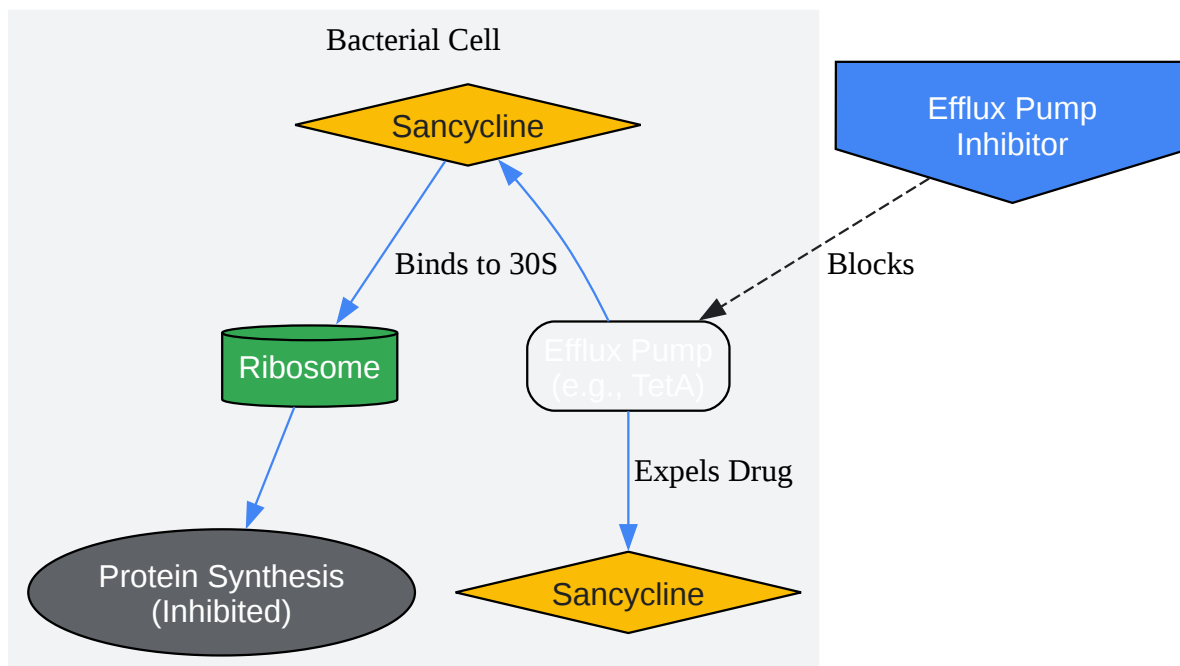 Bacterial Cell
Sancycline
Efflux Pump
Inhibitor
Binds to 30S
Blocks
Ribosome
Efflux Pump
(e.g., TetA)
Expels Drug
Protein Synthesis
(Inhibited)
Sancycline